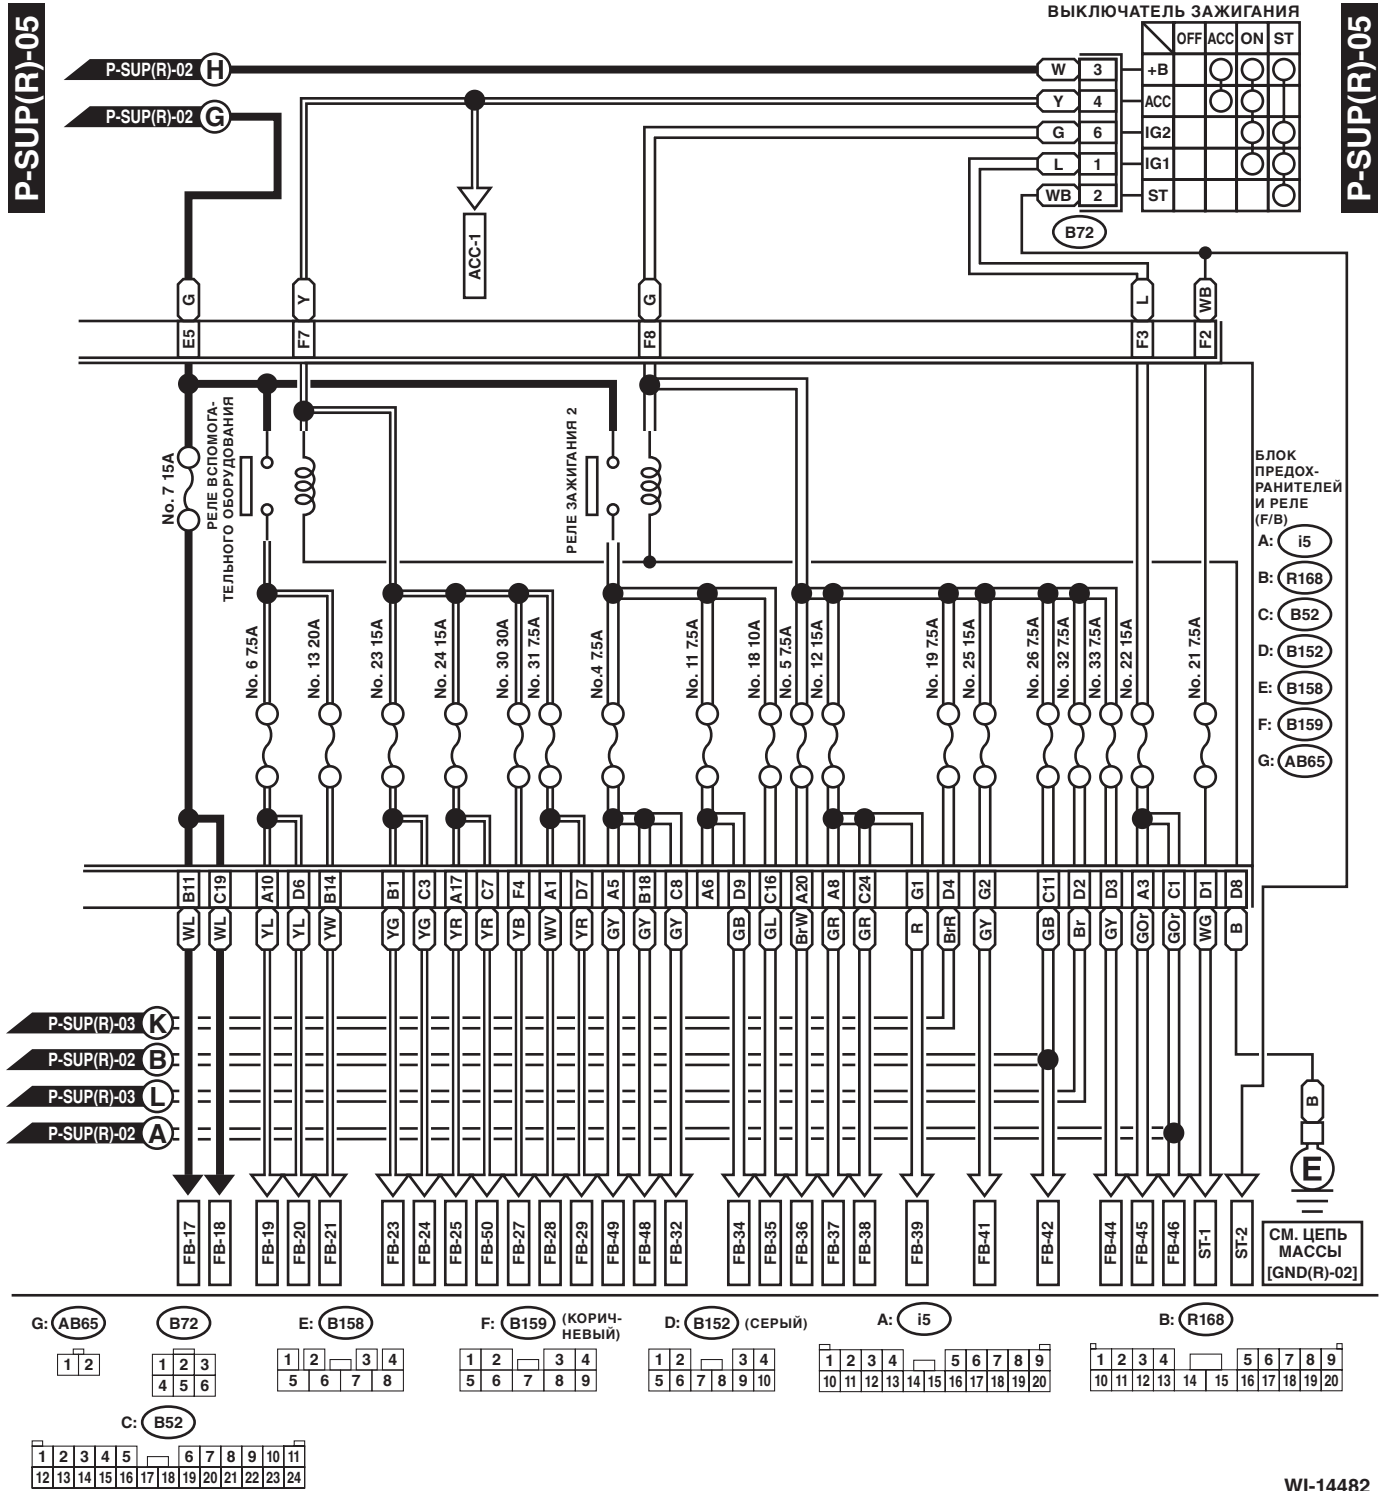 P-SUP(R)-05
ВЫКЛЮЧАТЕЛЬ ЗАЖИГАНИЯ
P-SUP(R)-05
OFF ACC ON ST
P-SUP(R)-02 H
W 3 +B
P-SUP(R)-02 G
Y 4 ACC
G 6 IG2
L 1 IG1
WB 2 ST
B72
ACC-1
G Y G L WB
E5 F7 F8 F3 F2
No. 7 15A
РЕЛЕ ВСПОМОГА-
ТЕЛЬНОГО ОБОРУДОВАНИЯ
РЕЛЕ ЗАЖИГАНИЯ 2
БЛОК
ПРЕДОХ-
РАНИТЕЛЕЙ
И РЕЛЕ
(F/B)
A: i5
B: R168
C: B52
D: B152
E: B158
F: B159
G: AB65
No. 6 7.5A
No. 13 20A
No. 23 15A
No. 24 15A
No. 30 30A
No. 31 7.5A
No.4 7.5A
No. 11 7.5A
No. 18 10A
No. 5 7.5A
No. 12 15A
No. 19 7.5A
No. 25 15A
No. 26 7.5A
No. 32 7.5A
No. 33 7.5A
No. 22 15A
No. 21 7.5A
B11 C19 A10 D6 B14 B1 C3 A17 C7 F4 A1 D7 A5 B18 C8 A6 D9 C16 A20 A8 C24 G1 D4 G2 C11 D2 D3 A3 C1 D1 D8
WL WL YL YL YW YG YG YR YR YB WV YR GY GY GY GB GL BrW GR GR R BrR GY GB Br GY GOr GOr WG B
P-SUP(R)-03 K
P-SUP(R)-02 B
P-SUP(R)-03 L
P-SUP(R)-02 A
B
E
FB-17 FB-18 FB-19 FB-20 FB-21 FB-23 FB-24 FB-25 FB-50 FB-27 FB-28 FB-29 FB-49 FB-48 FB-32 FB-34 FB-35 FB-36 FB-37 FB-38 FB-39 FB-41 FB-42 FB-44 FB-45 FB-46 ST-1 ST-2
СМ. ЦЕПЬ
МАССЫ
[GND(R)-02]
G: AB65
1 2
B72
1 2 3
4 5 6
E: B158
1 2 3 4
5 6 7 8
F: B159 (КОРИЧ-
НЕВЫЙ)
1 2 3 4
5 6 7 8 9
D: B152 (СЕРЫЙ)
1 2 3 4
5 6 7 8 9 10
A: i5
1 2 3 4 5 6 7 8 9
10 11 12 13 14 15 16 17 18 19 20
B: R168
1 2 3 4 5 6 7 8 9
10 11 12 13 14 15 16 17 18 19 20
C: B52
1 2 3 4 5 6 7 8 9 10 11
12 13 14 15 16 17 18 19 20 21 22 23 24
WI-14482